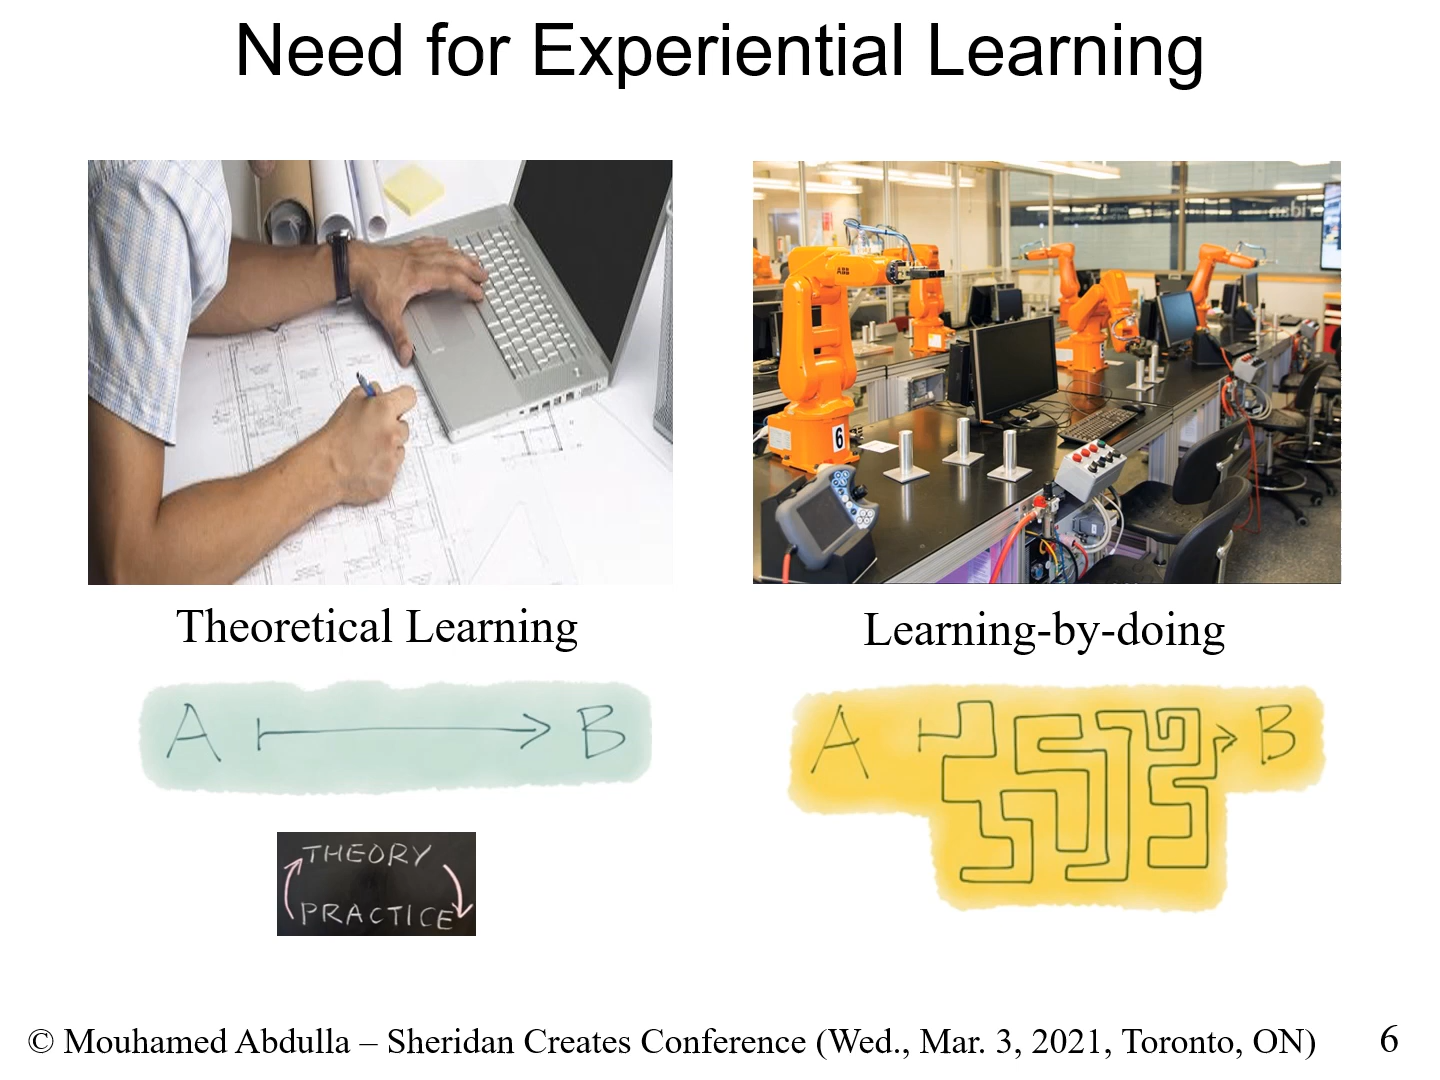 Need for Experiential Learning
ABB
6
Theoretical Learning
Learning-by-doing
A B
A B
THEORY
PRACTICE
© Mouhamed Abdulla – Sheridan Creates Conference (Wed., Mar. 3, 2021, Toronto, ON) 6